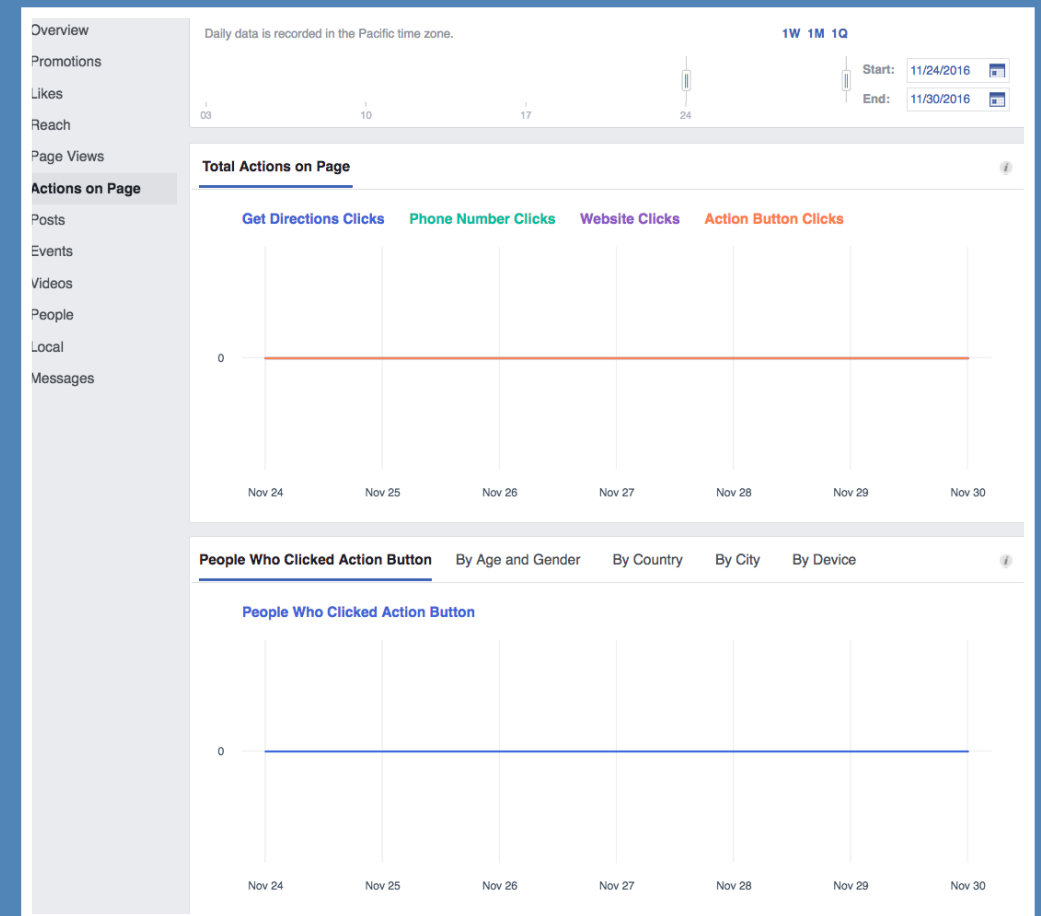 Overview
Promotions
Likes
Reach
Page Views
Actions on Page
Posts
Events
Videos
People
Local
Messages
Daily data is recorded in the Pacific time zone.
1W 1M 1Q
Start: 11/24/2016
End: 11/30/2016
03 10 17 24
Total Actions on Page
i
Get Directions Clicks Phone Number Clicks Website Clicks Action Button Clicks
0
Nov 24 Nov 25 Nov 26 Nov 27 Nov 28 Nov 29 Nov 30
People Who Clicked Action Button By Age and Gender By Country By City By Device
i
People Who Clicked Action Button
0
Nov 24 Nov 25 Nov 26 Nov 27 Nov 28 Nov 29 Nov 30